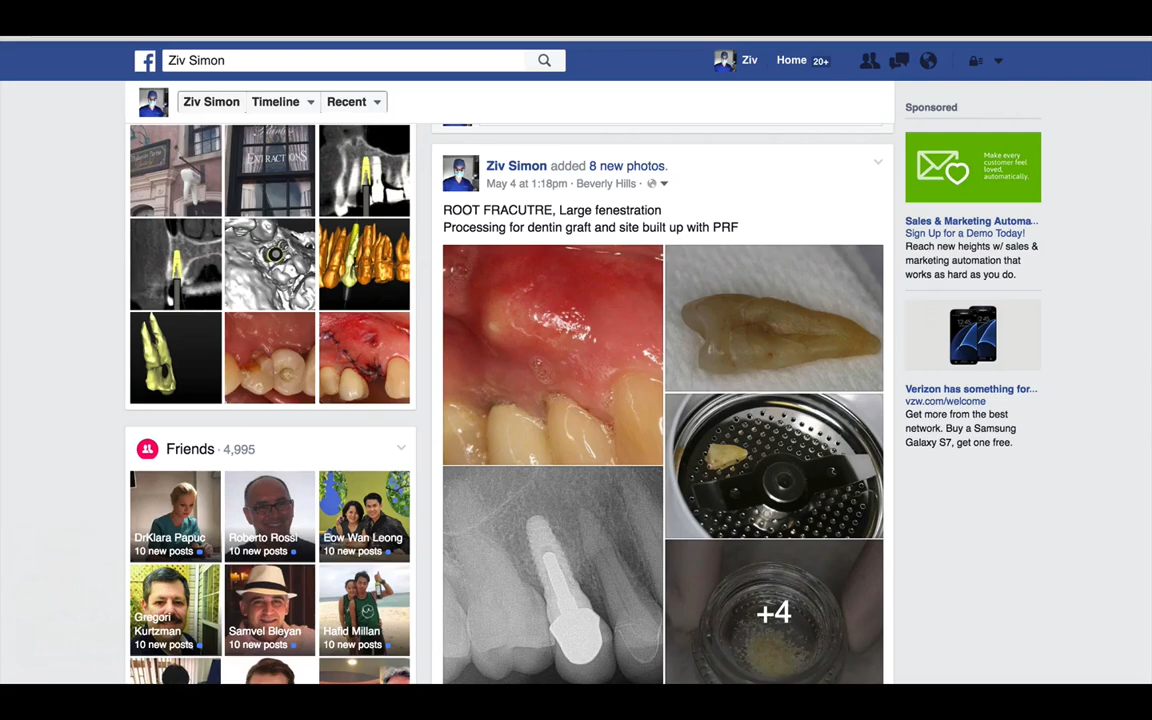 Ziv Simon
Ziv
Home 20+
Ziv Simon Timeline Recent
Sponsored
EXTRACTIONS
Ziv Simon added 8 new photos.
May 4 at 1:18pm · Beverly Hills ·
ROOT FRACUTRE, Large fenestration
Processing for dentin graft and site built up with PRF
+4
Friends · 4,995
DrKlara Papuc
10 new posts
Roberto Rossi
10 new posts
Eow Wan Leong
10 new posts
Gregori
Kurtzman
10 new posts
Samvel Bleyan
10 new posts
Hafid Millan
10 new posts
Make every
customer feel
loved,
automatically.
Sales & Marketing Automa...
Sign Up for a Demo Today!
Reach new heights w/ sales &
marketing automation that
works as hard as you do.
12:45
Verizon has something for...
vzw.com/welcome
Get more from the best
network. Buy a Samsung
Galaxy S7, get one free.